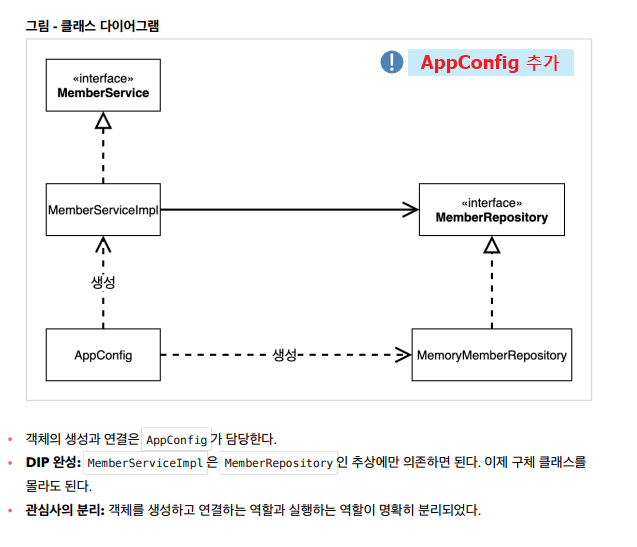 그림 - 클래스 다이어그램
! AppConfig 추가
«interface»
MemberService
MemberServiceImpl
«interface»
MemberRepository
생성
AppConfig
생성
MemoryMemberRepository
• 객체의 생성과 연결은 AppConfig 가 담당한다.
• DIP 완성: MemberServiceImpl 은 MemberRepository 인 추상에만 의존하면 된다. 이제 구체 클래스를
몰라도 된다.
• 관심사의 분리: 객체를 생성하고 연결하는 역할과 실행하는 역할이 명확히 분리되었다.